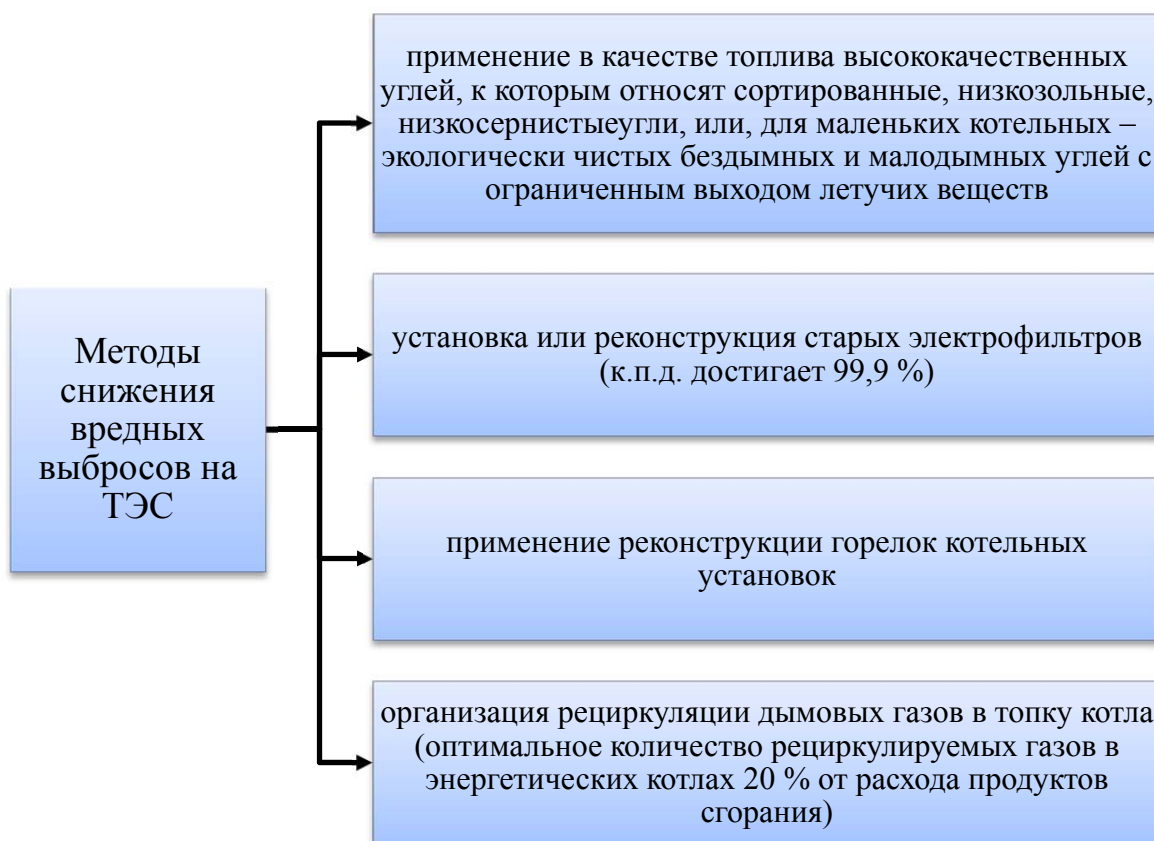 применение в качестве топлива высококачественных
углей, к которым относят сортированные, низкозольные,
низкосернистыеугли, или, для маленьких котельных –
экологически чистых бездымных и малодымных углей с
ограниченным выходом летучих веществ
Методы
снижения
вредных
выбросов на
ТЭС
установка или реконструкция старых электрофильтров
(к.п.д. достигает 99,9 %)
применение реконструкции горелок котельных
установок
организация рециркуляции дымовых газов в топку котла
(оптимальное количество рециркулируемых газов в
энергетических котлах 20 % от расхода продуктов
сгорания)